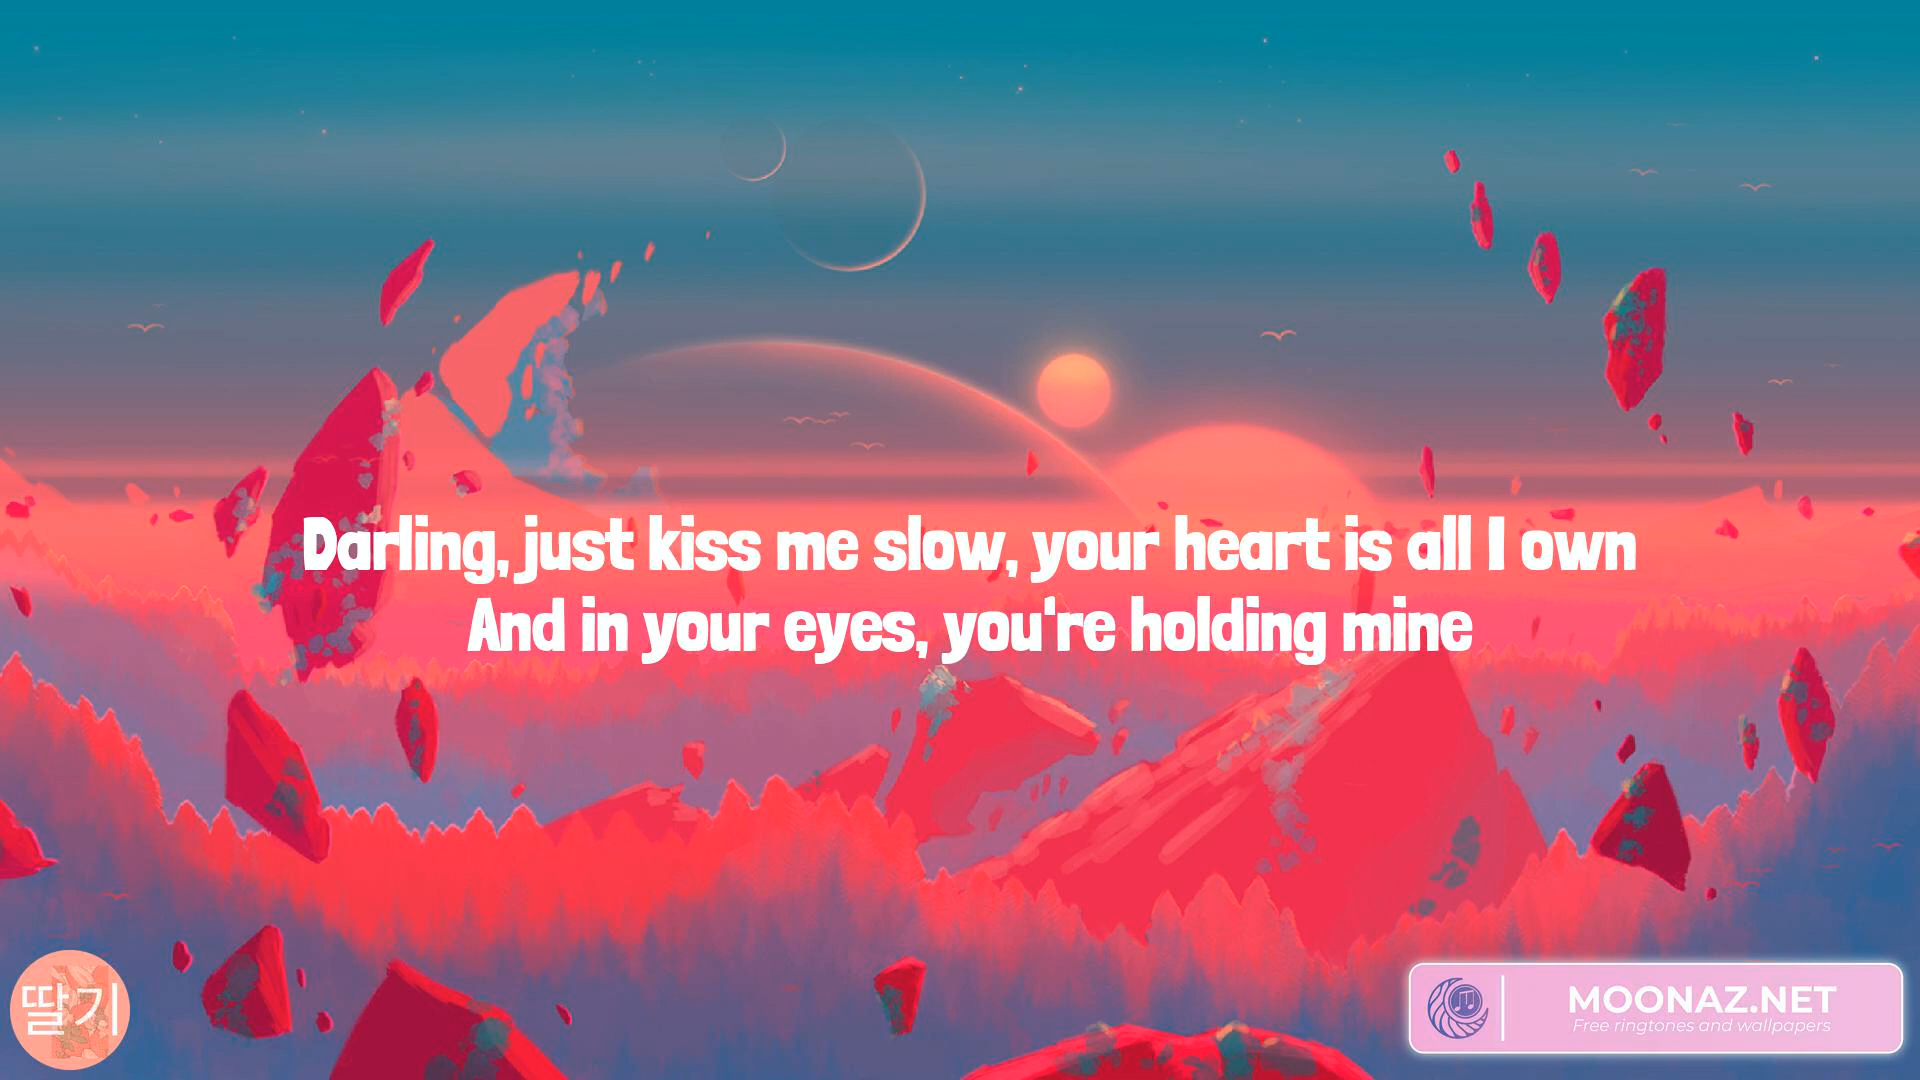 Darling, just kiss me slow, your heart is all I own
And in your eyes, you're holding mine
딸기
MOONAZ.NET
Free ringtones and wallpapers